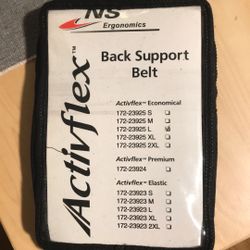 NS
Ergonomics
Activflex™
Back Support
Belt
Activflex™ Economical
172-23925 S
172-23925 M
172-23925 L
172-23925 XL
172-23925 2XL
Activflex™ Premium
172-23924
Activflex™ Elastic
172-23923 S
172-23923 M
172-23923 L
172-23923 XL
172-23923 2XL